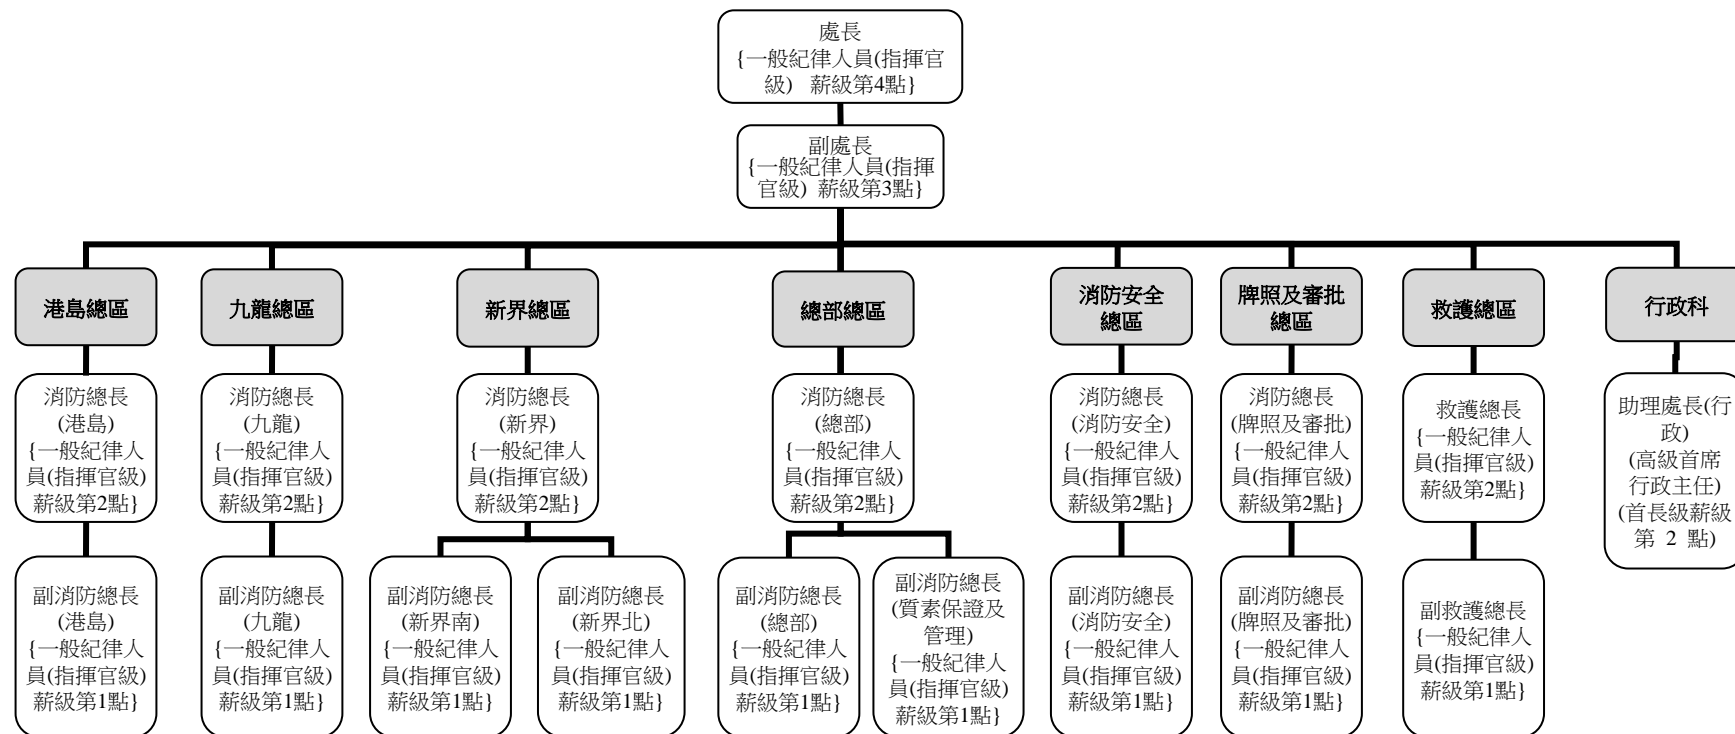 處長
{一般紀律人員(指揮官
級) 薪級第4點}
副處長
{一般紀律人員(指揮
官級) 薪級第3點}
港島總區
九龍總區
新界總區
總部總區
消防安全
總區
牌照及審批
總區
救護總區
行政科
消防總長
(港島)
{一般紀律人
員(指揮官級)
薪級第2點}
消防總長
(九龍)
{一般紀律人
員(指揮官級)
薪級第2點}
消防總長
(新界)
{一般紀律人
員(指揮官級)
薪級第2點}
消防總長
(總部)
{一般紀律人
員(指揮官級)
薪級第2點}
消防總長
(消防安全)
{一般紀律人
員(指揮官級)
薪級第2點}
消防總長
(牌照及審批)
{一般紀律人
員(指揮官級)
薪級第2點}
救護總長
{一般紀律人
員(指揮官級)
薪級第2點}
助理處長(行
政)
(高級首席
行政主任)
(首長級薪級
第 2 點)
副消防總長
(港島)
{一般紀律人
員(指揮官級)
薪級第1點}
副消防總長
(九龍)
{一般紀律人
員(指揮官級)
薪級第1點}
副消防總長
(新界南)
{一般紀律人
員(指揮官級)
薪級第1點}
副消防總長
(新界北)
{一般紀律人
員(指揮官級)
薪級第1點}
副消防總長
(總部)
{一般紀律人
員(指揮官級)
薪級第1點}
副消防總長
(質素保證及
管理)
{一般紀律人
員(指揮官級)
薪級第1點}
副消防總長
(消防安全)
{一般紀律人
員(指揮官級)
薪級第1點}
副消防總長
(牌照及審批)
{一般紀律人
員(指揮官級)
薪級第1點}
副救護總長
{一般紀律人
員(指揮官級)
薪級第1點}